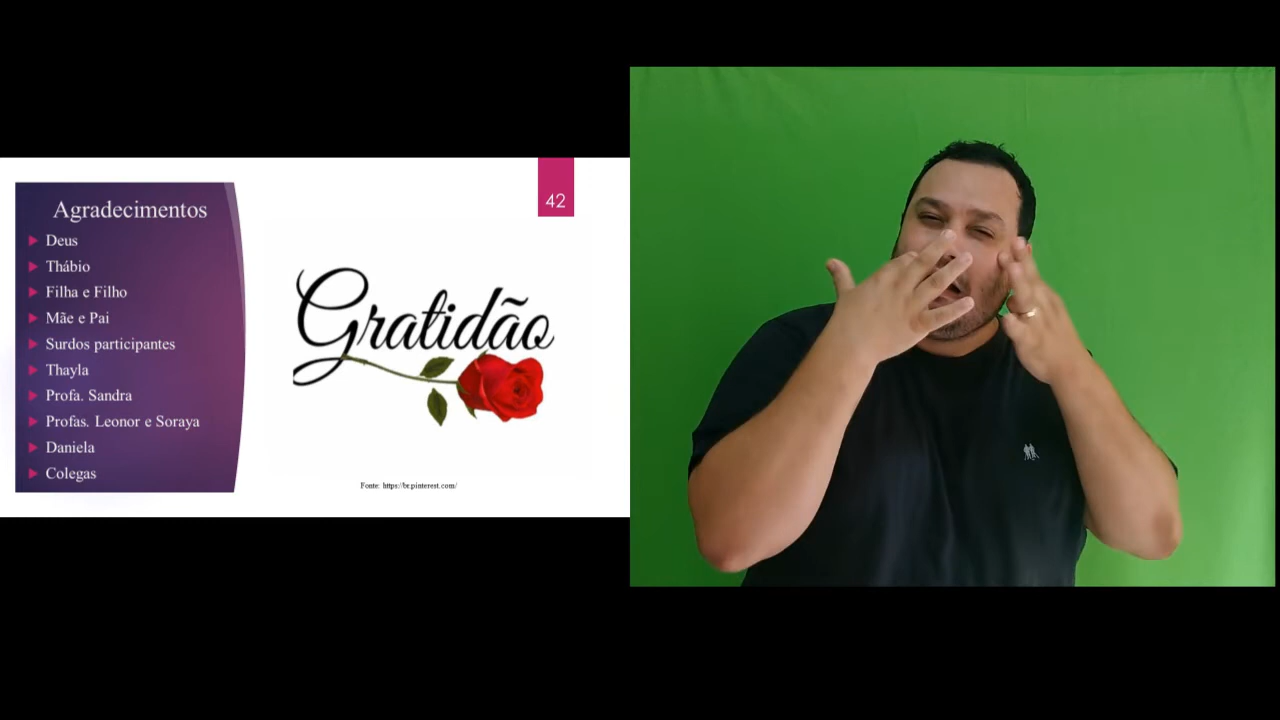 42
Agradecimentos
Deus
Thábio
Filha e Filho
Mãe e Pai
Surdos participantes
Thayla
Profa. Sandra
Profas. Leonor e Soraya
Daniela
Colegas
Gratidão
Fonte: https://br.pinterest.com/